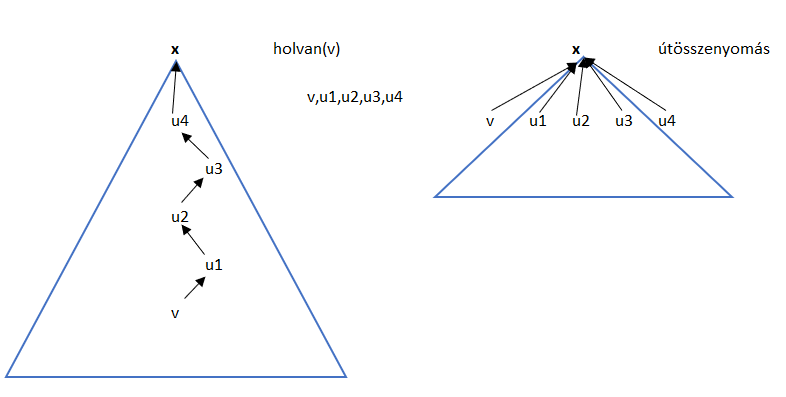 x
holvan(v)
v,u1,u2,u3,u4
u4
u3
u2
u1
v
x
útösszenyomás
v u1 u2 u3 u4